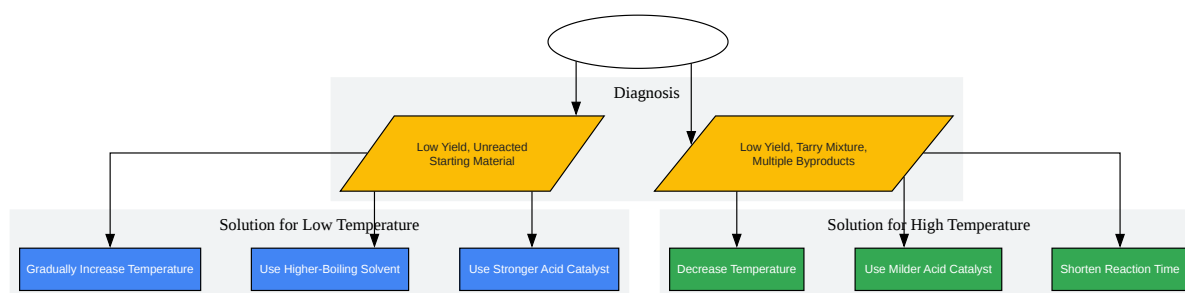 Diagnosis
Low Yield, Unreacted
Starting Material
Low Yield, Tarry Mixture,
Multiple Byproducts
Solution for Low Temperature
Solution for High Temperature
Gradually Increase Temperature
Use Higher-Boiling Solvent
Use Stronger Acid Catalyst
Decrease Temperature
Use Milder Acid Catalyst
Shorten Reaction Time